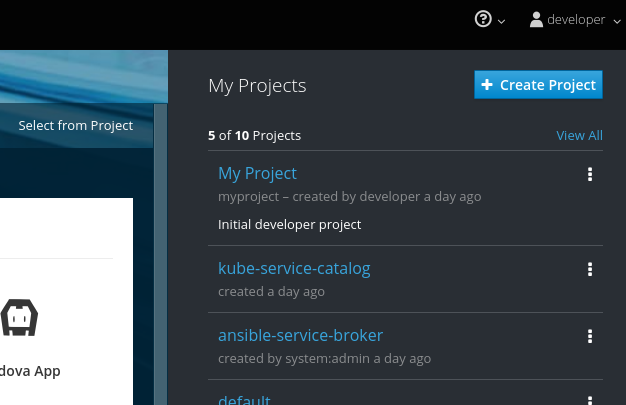 developer
My Projects
Create Project
Select from Project
5 of 10 Projects
View All
My Project
myproject – created by developer a day ago
Initial developer project
kube-service-catalog
created a day ago
ansible-service-broker
created by system:admin a day ago
dova App
default